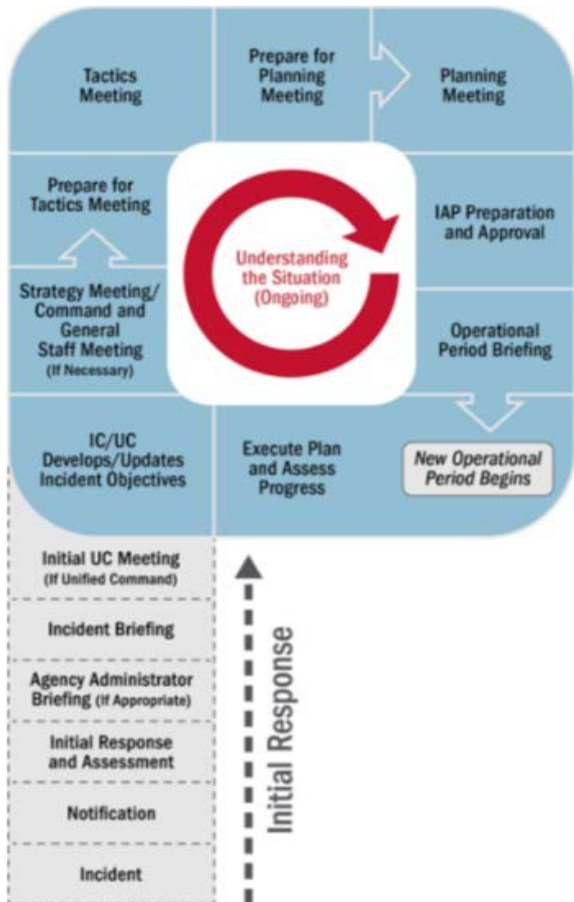 Tactics
Meeting
Prepare for
Planning
Meeting
Planning
Meeting
Prepare for
Tactics Meeting
IAP Preparation
and Approval
Understanding
the Situation
(Ongoing)
Strategy Meeting/
Command and
General
Staff Meeting
(If Necessary)
Operational
Period Briefing
IC/UC
Develops/Updates
Incident Objectives
Execute Plan
and Assess
Progress
New Operational
Period Begins
Initial UC Meeting
(If Unified Command)
Incident Briefing
Agency Administrator
Briefing (If Appropriate)
Initial Response
and Assessment
Notification
Incident
Initial Response